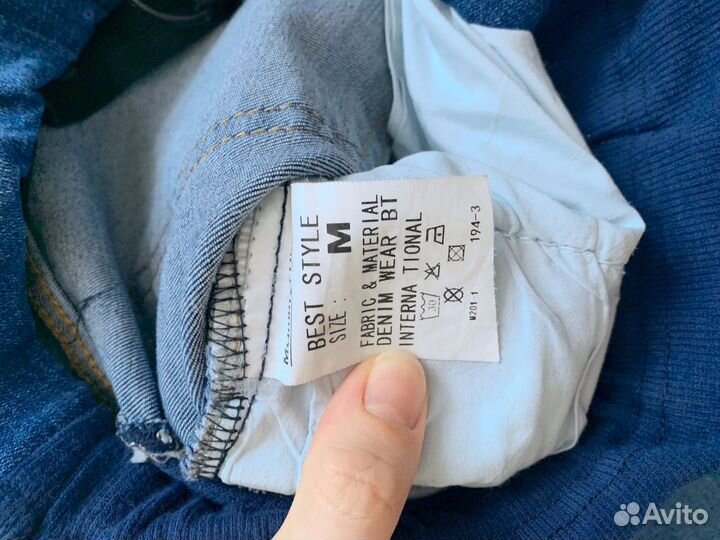 BEST STYLE
SIZE : M
FABRIC & MATERIAL
DENIM WEAR BT
INTERNA TIONAL
194-3
M201 1
Avito